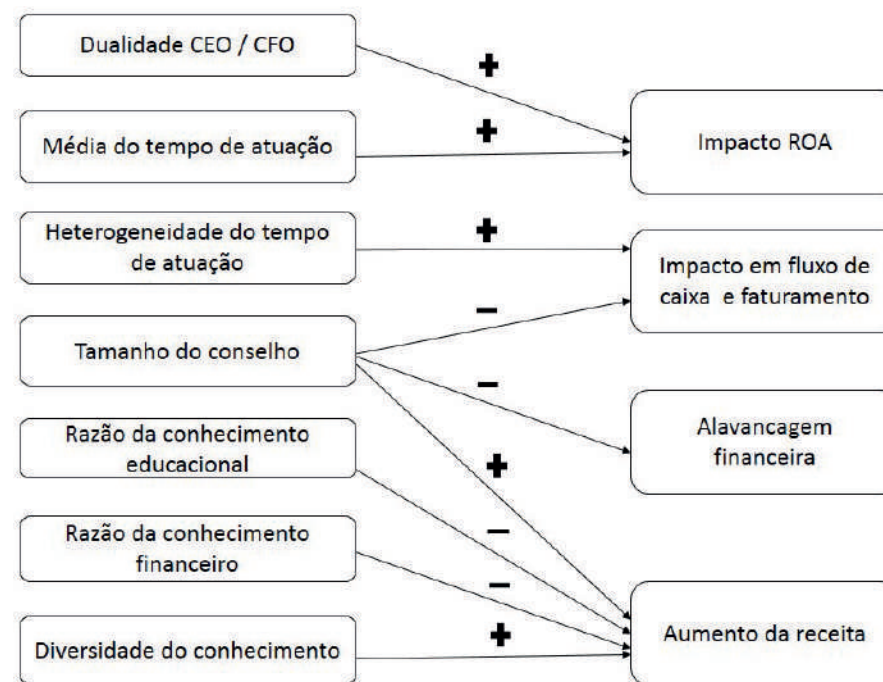 Dualidade CEO / CFO
+
Média do tempo de atuação
+
Impacto ROA
Heterogeneidade do tempo
de atuação
+
Impacto em fluxo de
caixa e faturamento
−
Tamanho do conselho
−
Alavancagem
financeira
Razão da conhecimento
educacional
+
−
Razão da conhecimento
financeiro
−
Diversidade do conhecimento
+
Aumento da receita